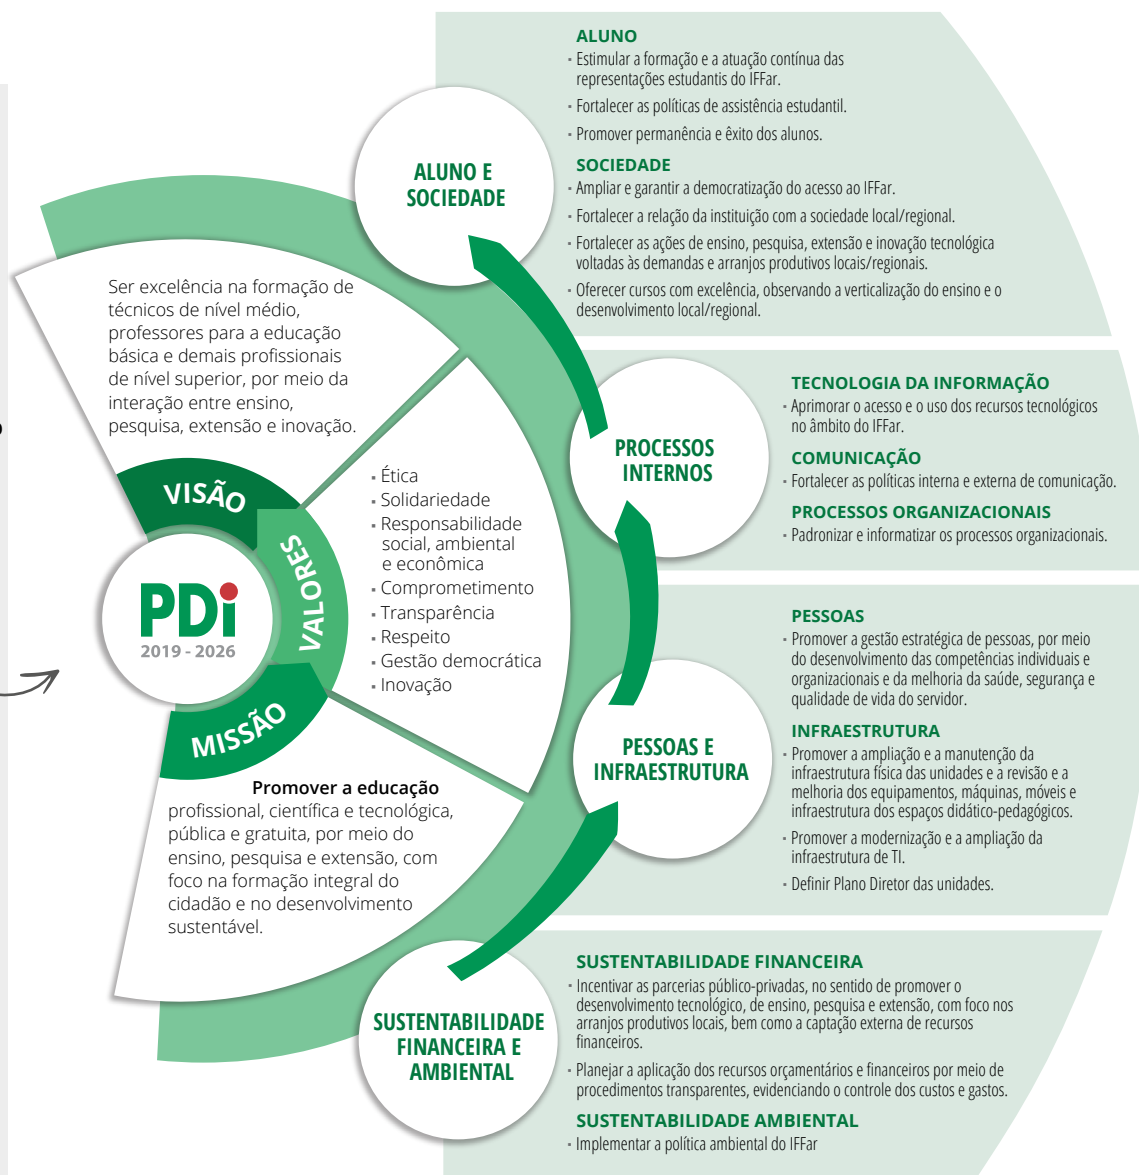 ALUNO
▪ Estimular a formação e a atuação contínua das
representações estudantis do IFFar.
▪ Fortalecer as políticas de assistência estudantil.
▪ Promover permanência e êxito dos alunos.
SOCIEDADE
▪ Ampliar e garantir a democratização do acesso ao IFFar.
▪ Fortalecer a relação da instituição com a sociedade local/regional.
▪ Fortalecer as ações de ensino, pesquisa, extensão e inovação tecnológica
voltadas às demandas e arranjos produtivos locais/regionais.
▪ Oferecer cursos com excelência, observando a verticalização do ensino e o
desenvolvimento local/regional.
ALUNO E
SOCIEDADE
Ser excelência na formação de
técnicos de nível médio,
professores para a educação
básica e demais profissionais
de nível superior, por meio da
interação entre ensino,
pesquisa, extensão e inovação.
VISÃO
VALORES
▪ Ética
▪ Solidariedade
▪ Responsabilidade
social, ambiental
e econômica
▪ Comprometimento
▪ Transparência
▪ Respeito
▪ Gestão democrática
▪ Inovação
PDi
2019 - 2026
MISSÃO
Promover a educação
profissional, científica e tecnológica,
pública e gratuita, por meio do
ensino, pesquisa e extensão, com
foco na formação integral do
cidadão e no desenvolvimento
sustentável.
PROCESSOS
INTERNOS
TECNOLOGIA DA INFORMAÇÃO
▪ Aprimorar o acesso e o uso dos recursos tecnológicos
no âmbito do IFFar.
COMUNICAÇÃO
▪ Fortalecer as políticas interna e externa de comunicação.
PROCESSOS ORGANIZACIONAIS
▪ Padronizar e informatizar os processos organizacionais.
PESSOAS E
INFRAESTRUTURA
PESSOAS
▪ Promover a gestão estratégica de pessoas, por meio
do desenvolvimento das competências individuais e
organizacionais e da melhoria da saúde, segurança e
qualidade de vida do servidor.
INFRAESTRUTURA
▪ Promover a ampliação e a manutenção da
infraestrutura física das unidades e a revisão e a
melhoria dos equipamentos, máquinas, móveis e
infraestrutura dos espaços didático-pedagógicos.
▪ Promover a modernização e a ampliação da
infraestrutura de TI.
▪ Definir Plano Diretor das unidades.
SUSTENTABILIDADE
FINANCEIRA E
AMBIENTAL
SUSTENTABILIDADE FINANCEIRA
▪ Incentivar as parcerias público-privadas, no sentido de promover o
desenvolvimento tecnológico, de ensino, pesquisa e extensão, com foco nos
arranjos produtivos locais, bem como a captação externa de recursos
financeiros.
▪ Planejar a aplicação dos recursos orçamentários e financeiros por meio de
procedimentos transparentes, evidenciando o controle dos custos e gastos.
SUSTENTABILIDADE AMBIENTAL
▪ Implementar a política ambiental do IFFar